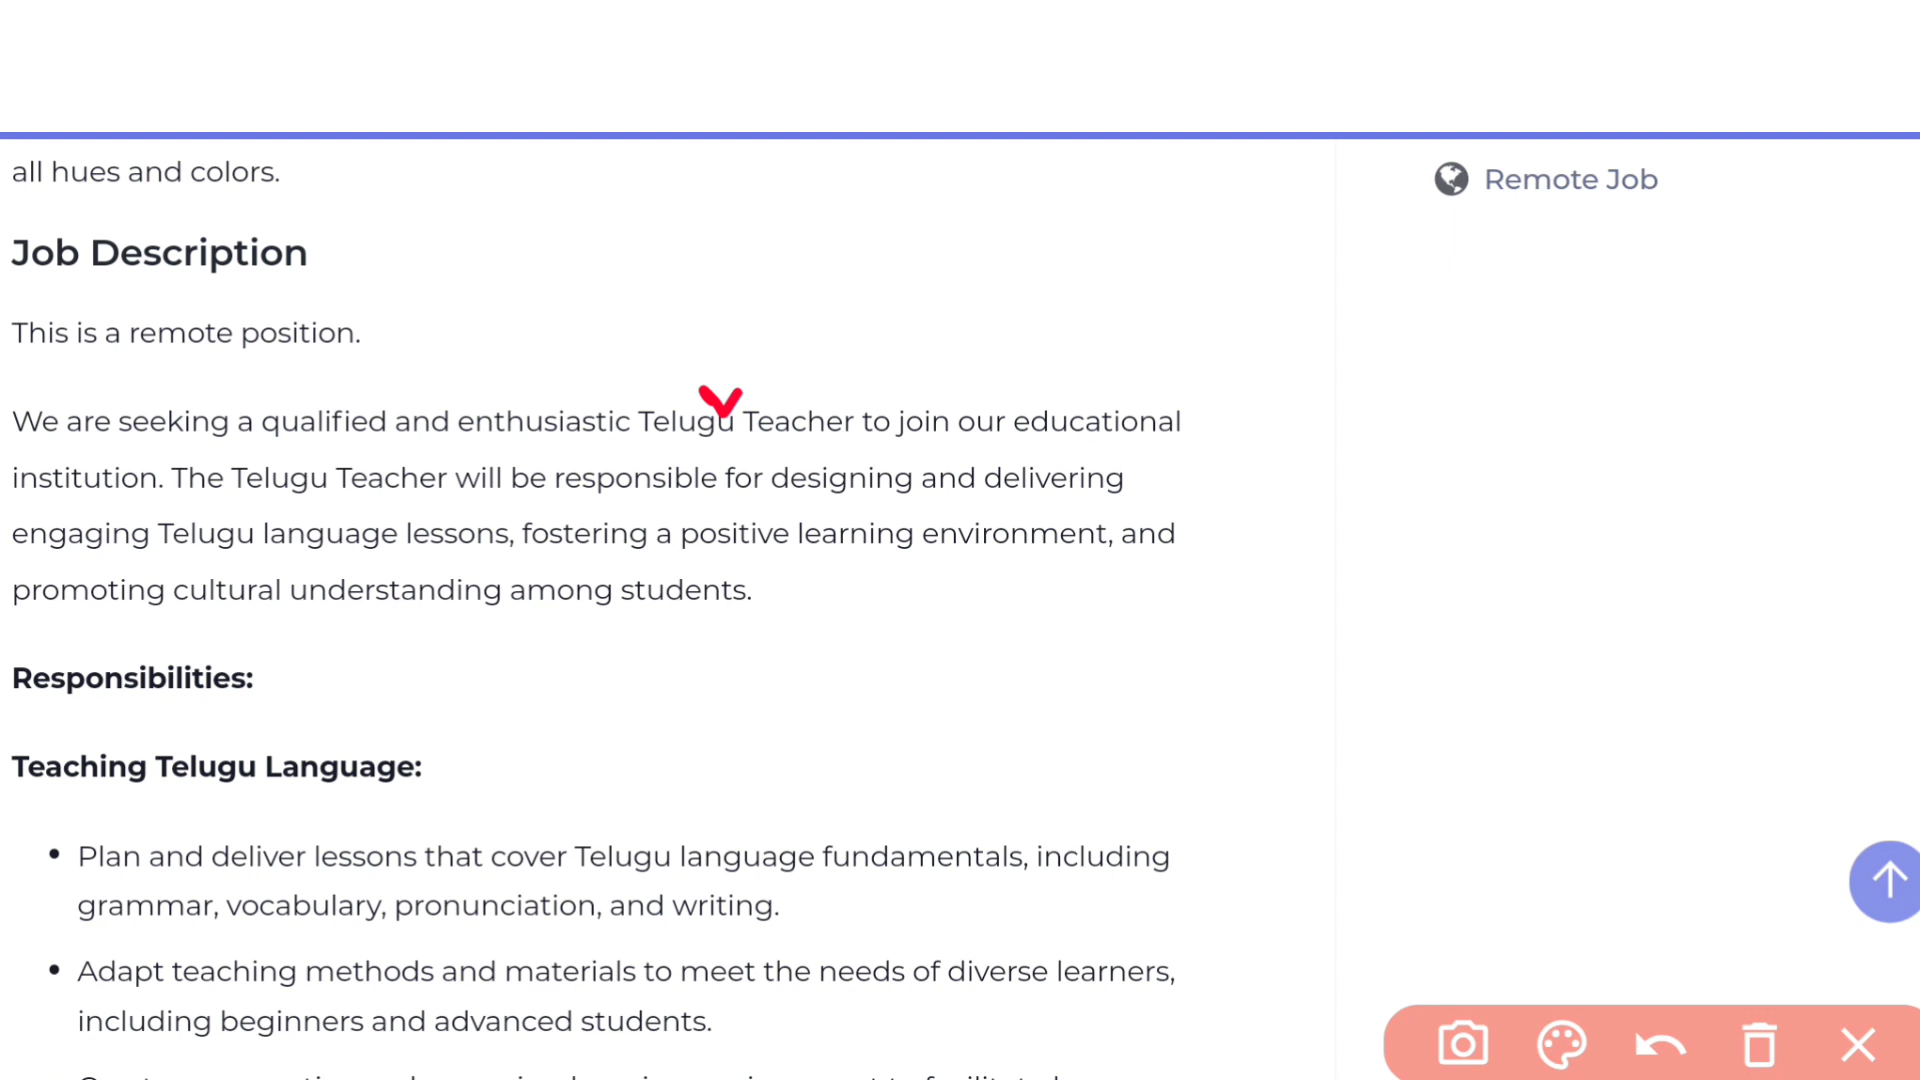 all hues and colors.
Remote Job
Job Description
This is a remote position.
We are seeking a qualified and enthusiastic Telugu Teacher to join our educational
institution. The Telugu Teacher will be responsible for designing and delivering
engaging Telugu language lessons, fostering a positive learning environment, and
promoting cultural understanding among students.
Responsibilities:
Teaching Telugu Language:
• Plan and deliver lessons that cover Telugu language fundamentals, including
grammar, vocabulary, pronunciation, and writing.
• Adapt teaching methods and materials to meet the needs of diverse learners,
including beginners and advanced students.